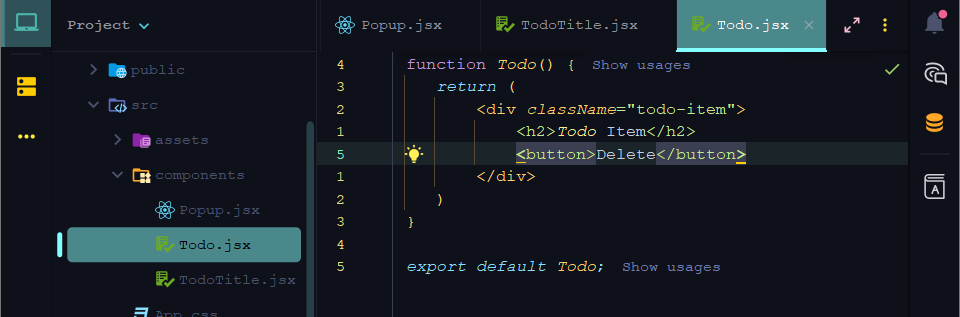 Project
public
src
assets
components
Popup.jsx
Todo.jsx
TodoTitle.jsx
App.css
Popup.jsx TodoTitle.jsx Todo.jsx
4 function Todo() { Show usages
3 return (
2 <div className="todo-item">
1 <h2>Todo Item</h2>
5 <button>Delete</button>
1 </div>
2 )
3 }
4
5 export default Todo; Show usages
A